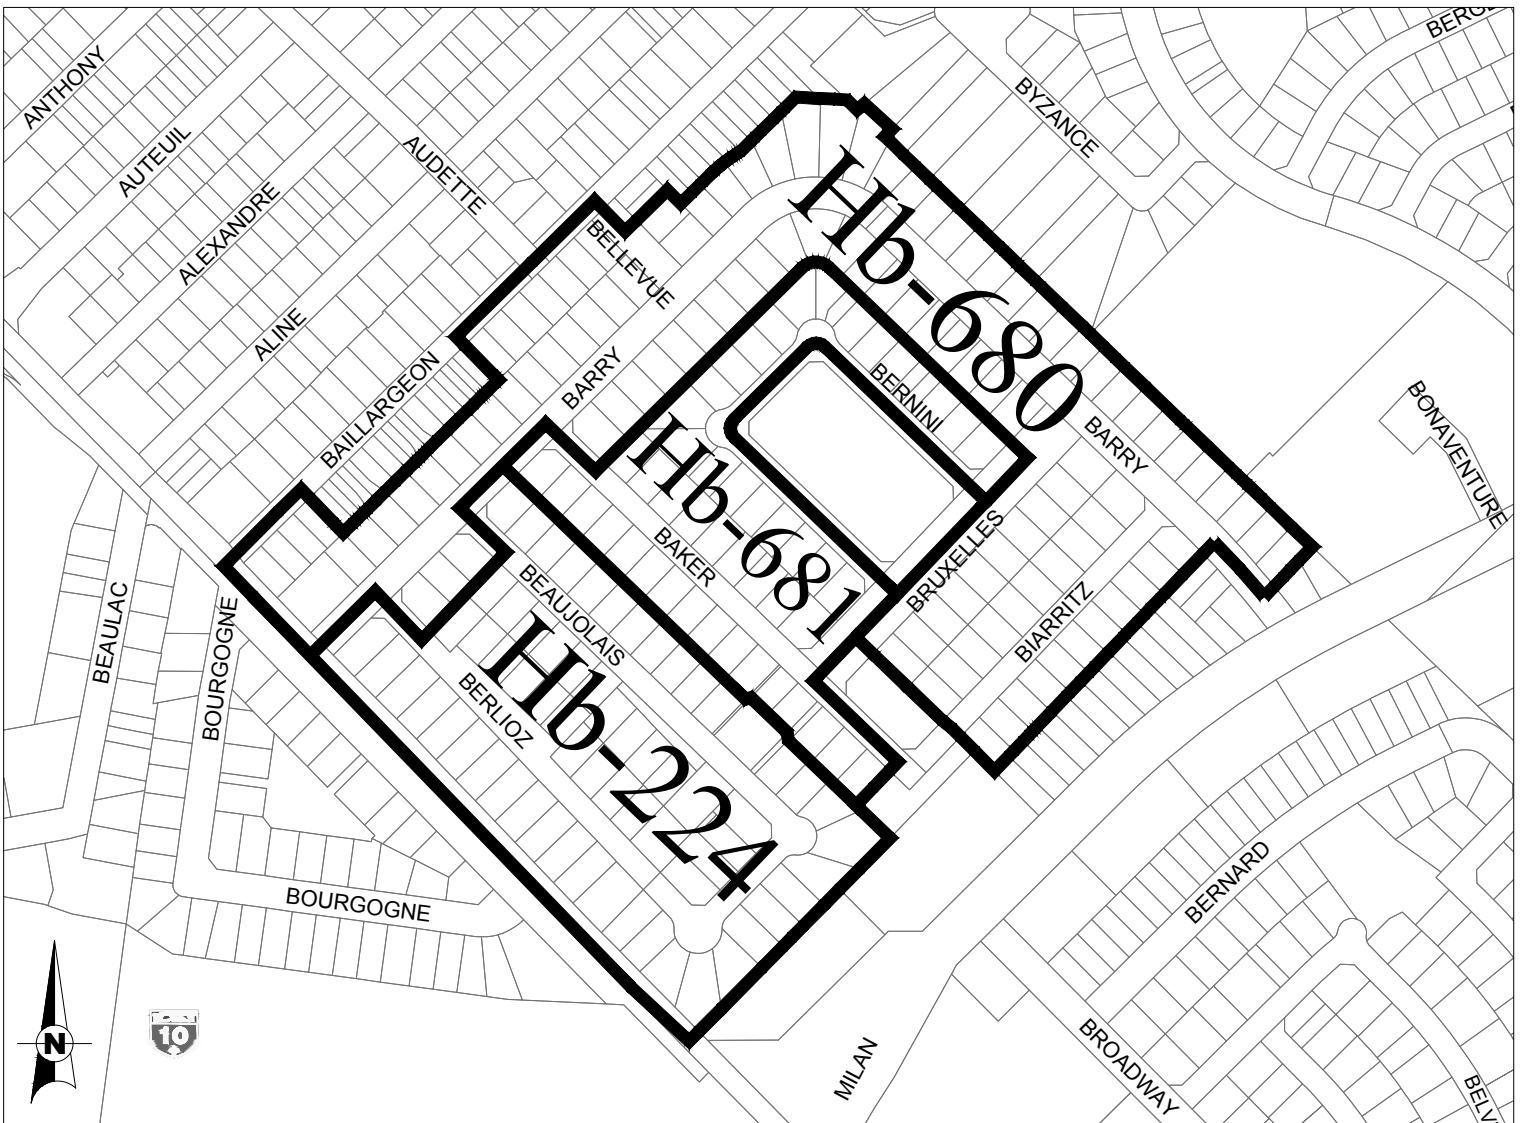 ANTHONY
AUTEUIL
ALEXANDRE
AUDETTE
ALINE
BAILLARGEON
BELLEVUE
BARRY
BYZANCE
Hb-680
BERNINI
BARRY
BONAVENTURE
Hb-681
BAKER
BRUXELLES
BIARRITZ
BEAUJOLAIS
BERLIOZ
Hb-224
BEAULAC
BOURGOGNE
BOURGOGNE
BERNARD
BROADWAY
MILAN
N
10